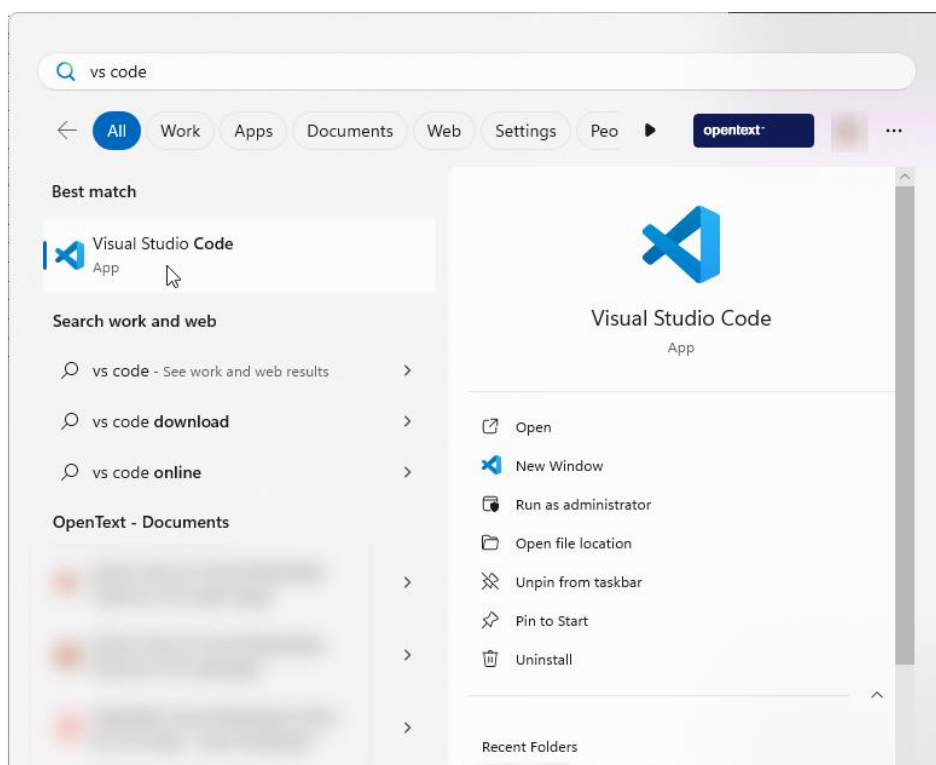 vs code
All
Work
Apps
Documents
Web
Settings
Peo
opentext™
Best match
Visual Studio Code
App
Search work and web
vs code - See work and web results
vs code download
vs code online
OpenText - Documents
Visual Studio Code
App
Open
New Window
Run as administrator
Open file location
Unpin from taskbar
Pin to Start
Uninstall
Recent Folders